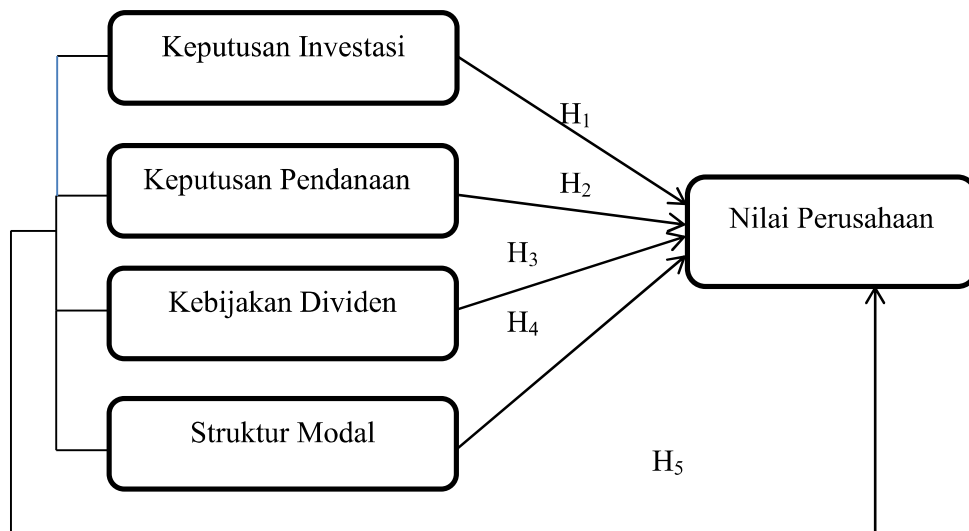 Keputusan Investasi
H₁
Keputusan Pendanaan
H₂
Nilai Perusahaan
H₃
Kebijakan Dividen
H₄
Struktur Modal
H₅